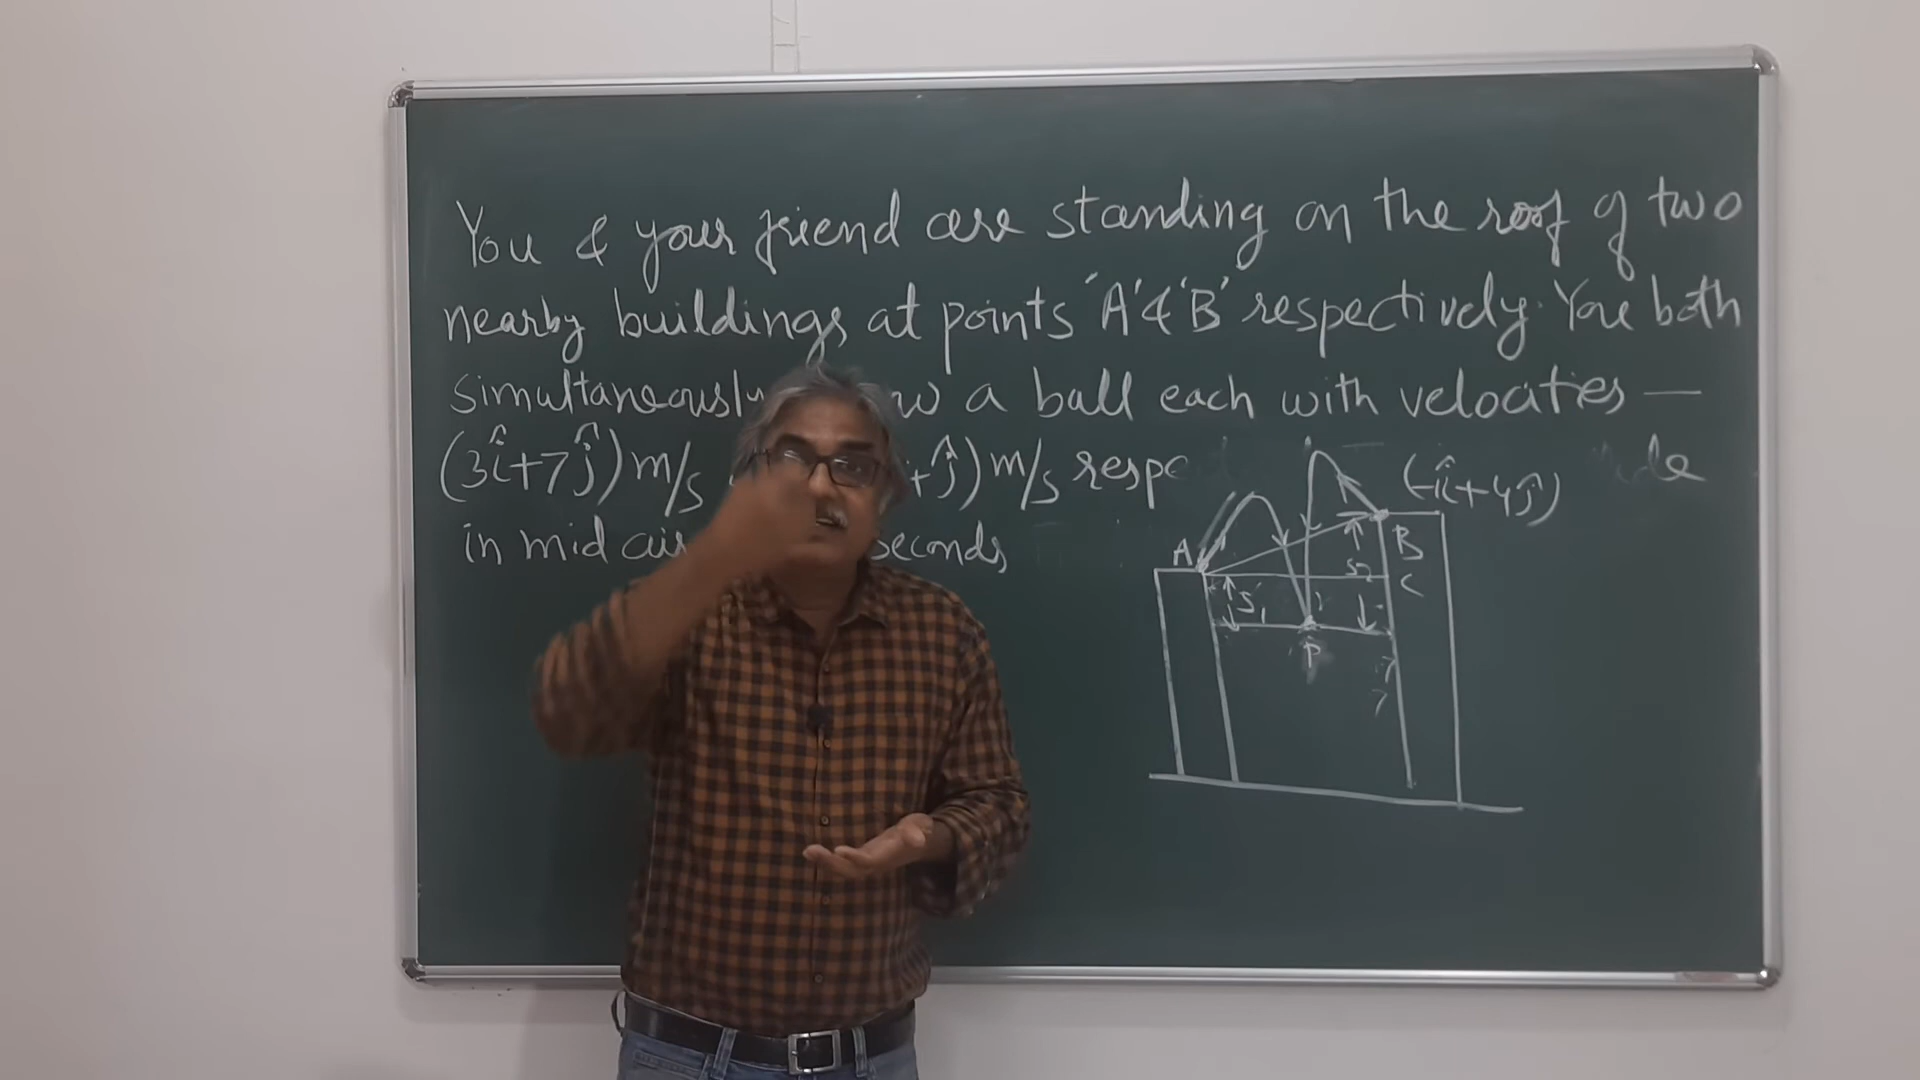 You & your friend are standing on the roof of two
nearby buildings at points 'A' & 'B' respectively. You both
simultaneously a ball each with velocities —
(3î+7ĵ) m/s +ĵ) m/s resp
in mid air seconds
(-î+4ĵ)
A
B
C
S₁
S₂
P